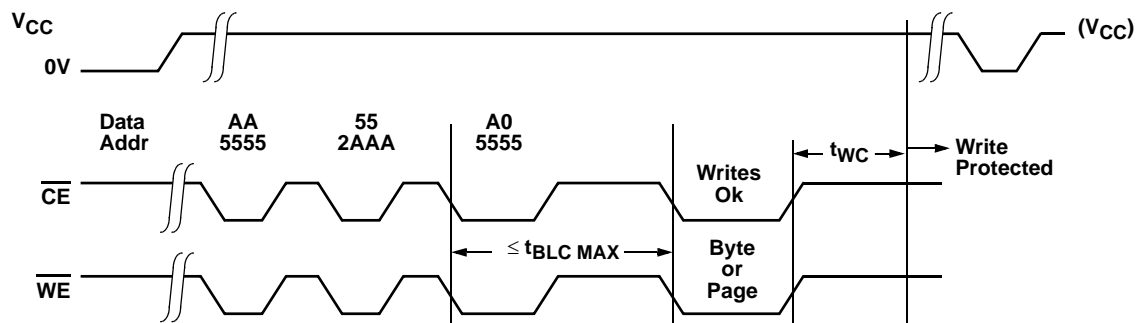 VCC
(VCC)
0V
Data AA 55 A0
Addr 5555 2AAA 5555
tWC
Write
Protected
CE
Writes
Ok
≤ tBLC MAX
Byte
or
Page
WE